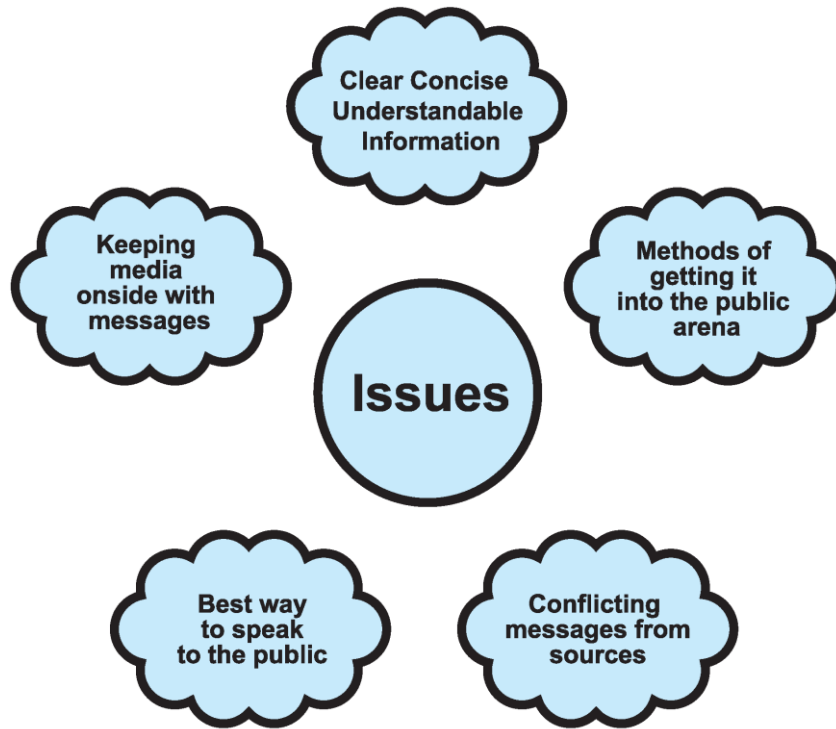 Clear Concise
Understandable
Information
Keeping
media
onside with
messages
Methods of
getting it
into the public
arena
Issues
Best way
to speak
to the public
Conflicting
messages from
sources